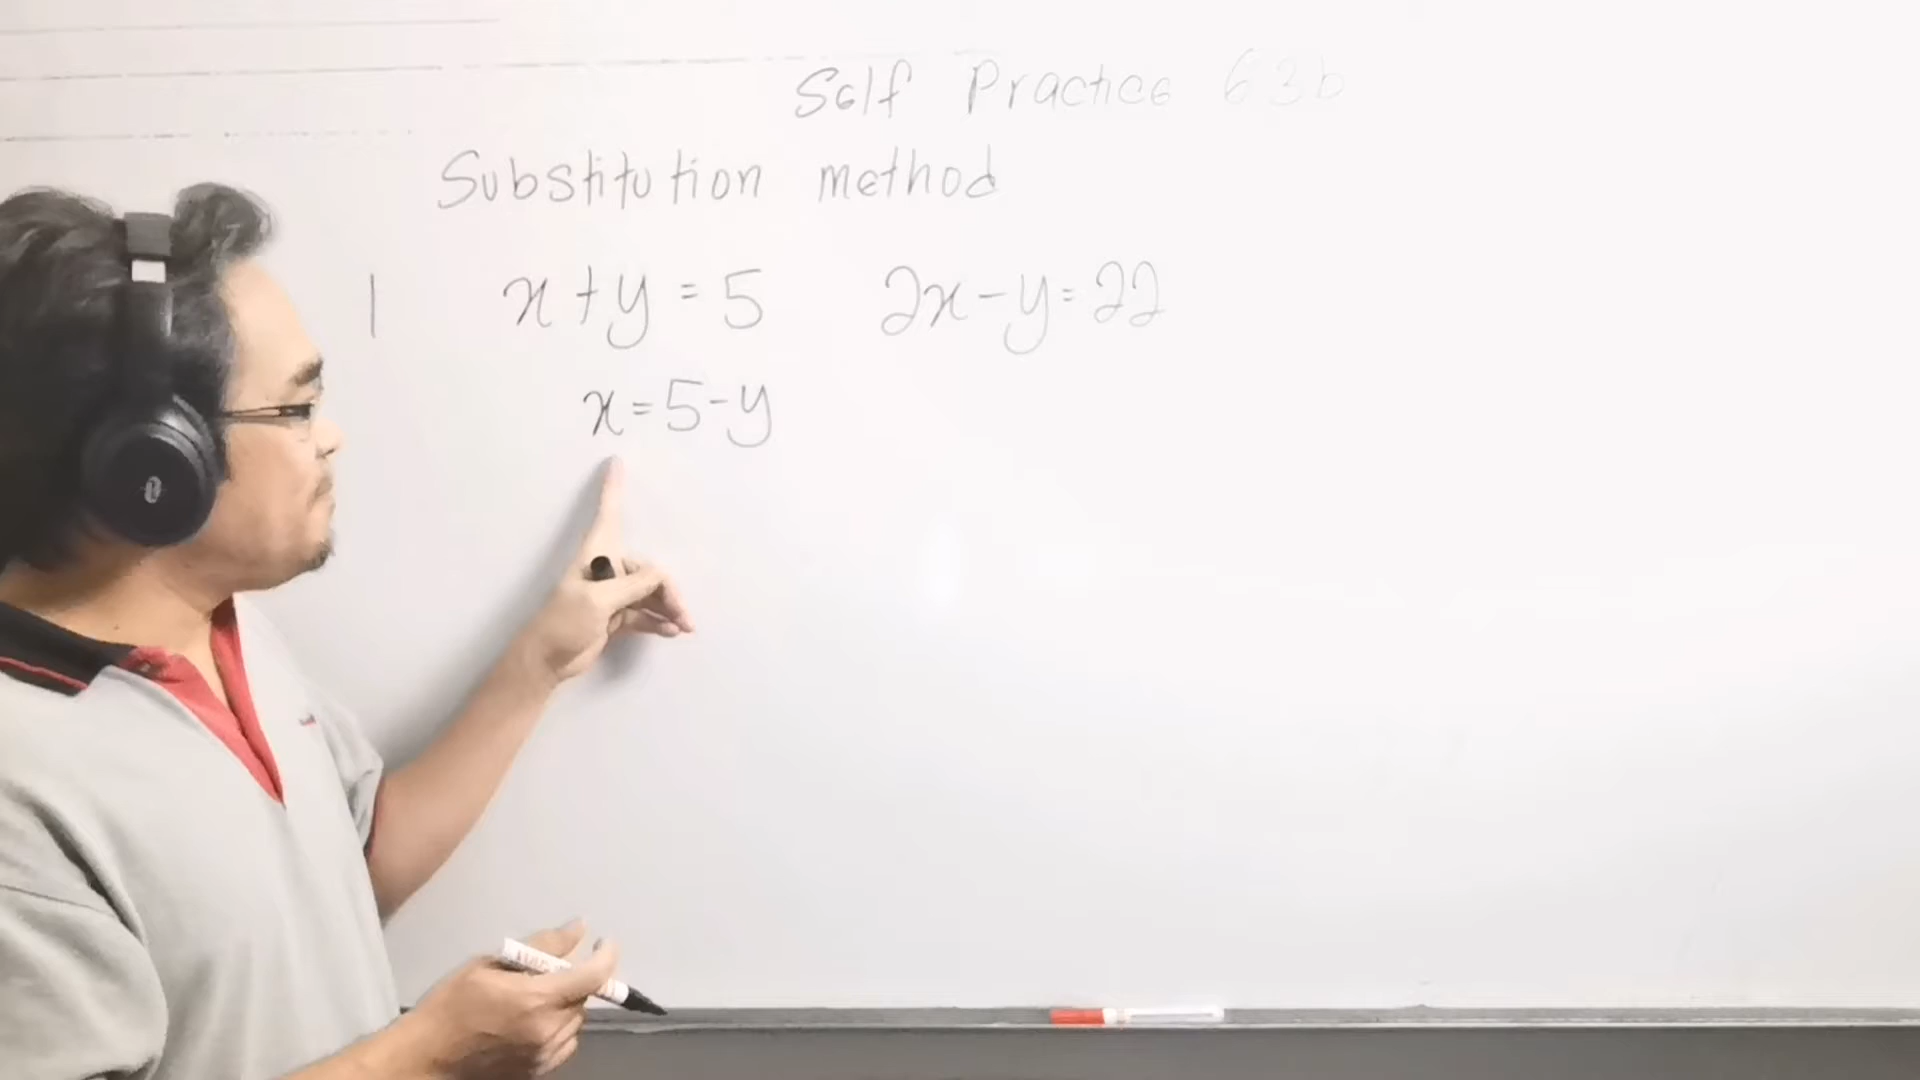 Self Practice 6.3b
Substitution method
1 x + y = 5 2x - y = 22
x = 5 - y